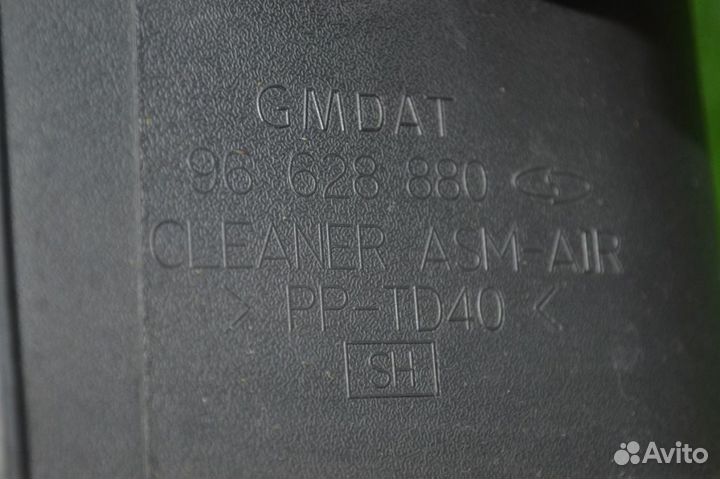 GMDAT
96 628 880
CLEANER ASM-AIR
> PP-TD40 <
SH
Avito